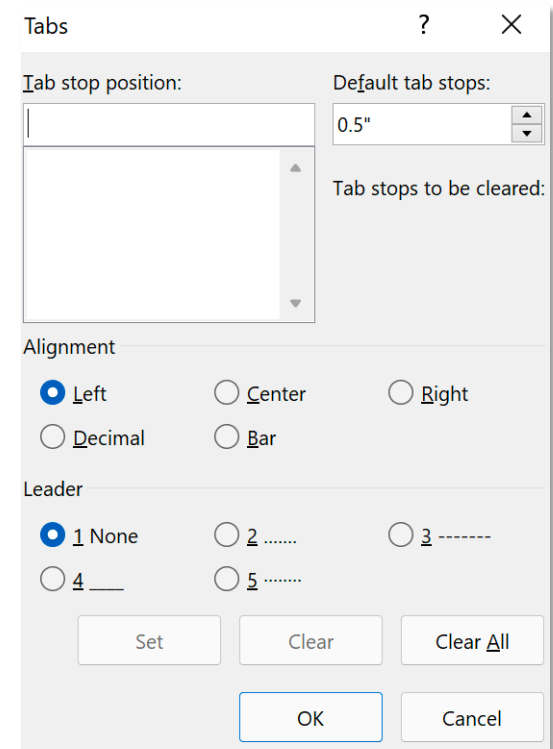 Tabs ?
Tab stop position: Default tab stops:
0.5"
Tab stops to be cleared:
Alignment
Left Center Right
Decimal Bar
Leader
1 None 2 ....... 3 -------
4 ____ 5 ········
Set Clear Clear All
OK Cancel